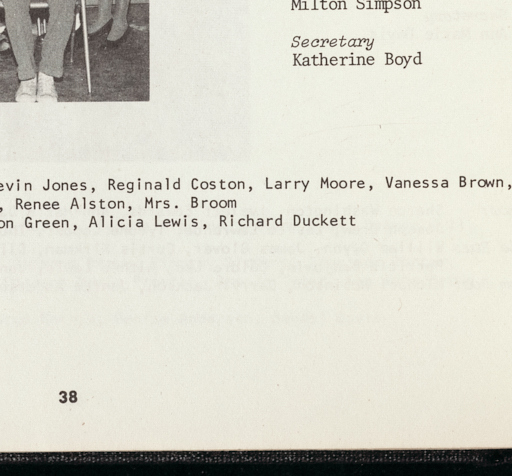 Milton Simpson
Secretary
Katherine Boyd
evin Jones, Reginald Coston, Larry Moore, Vanessa Brown,
, Renee Alston, Mrs. Broom
on Green, Alicia Lewis, Richard Duckett
38